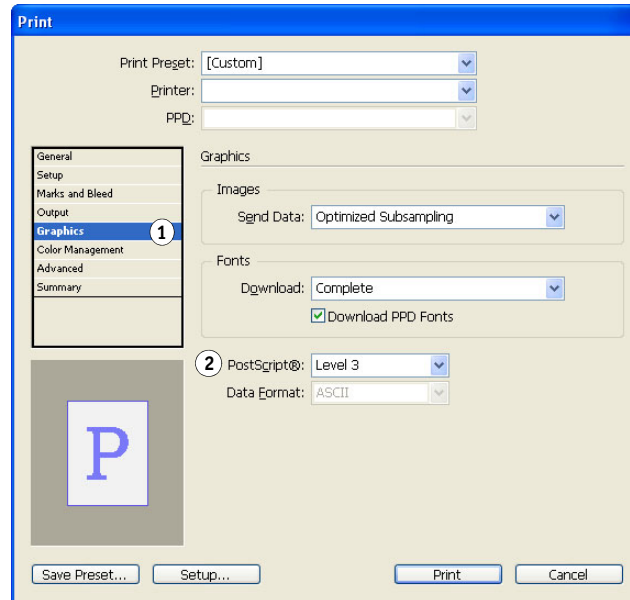 Print
Print Preset: [Custom]
Printer:
PPD:
General
Setup
Marks and Bleed
Output
Graphics 1
Color Management
Advanced
Summary
Graphics
Images
Send Data: Optimized Subsampling
Fonts
Download: Complete
Download PPD Fonts
2 PostScript®: Level 3
Data Format: ASCII
P
Save Preset... Setup... Print Cancel